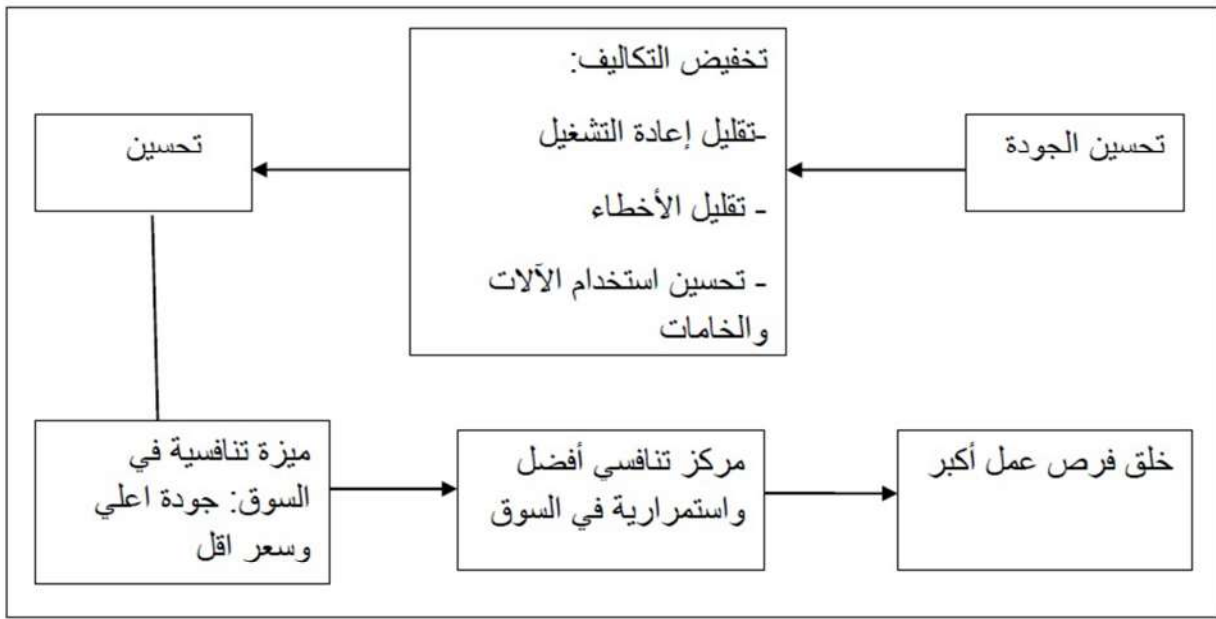 تحسين الجودة
تخفيض التكاليف:
-تقليل إعادة التشغيل
- تقليل الأخطاء
- تحسين استخدام الآلات
والخامات
تحسين
ميزة تنافسية في
السوق: جودة اعلي
وسعر اقل
مركز تنافسي أفضل
واستمرارية في السوق
خلق فرص عمل أكبر